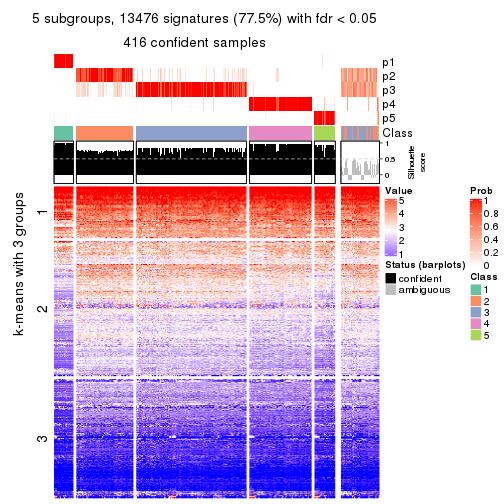 5 subgroups, 13476 signatures (77.5%) with fdr < 0.05
416 confident samples
p1
p2
p3
p4
p5
Class
1
0.5
0
Silhouette
score
k-means with 3 groups
1
2
3
Value
5
4
3
2
1
Status (barplots)
confident
ambiguous
Prob
1
0.8
0.6
0.4
0.2
0
Class
1
2
3
4
5